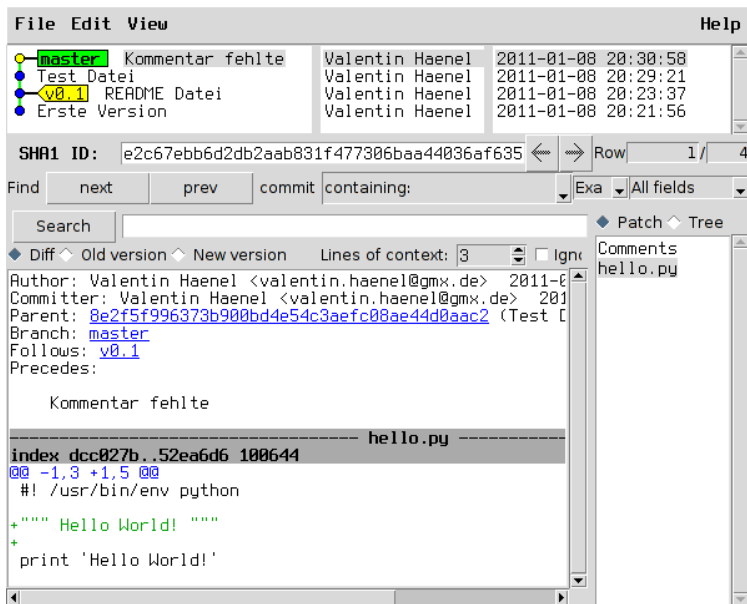 File Edit View Help
master Kommentar fehlte Valentin Haenel 2011-01-08 20:30:58
Test Datei Valentin Haenel 2011-01-08 20:29:21
v0.1 README Datei Valentin Haenel 2011-01-08 20:23:37
Erste Version Valentin Haenel 2011-01-08 20:21:56
SHA1 ID: e2c67ebb6d2db2aab831f477306baa44036af635 Row 1 / 4
Find next prev commit containing: Exa All fields
Search Patch Tree
Diff Old version New version Lines of context: 3 Igno
Comments
hello.py
Author: Valentin Haenel <valentin.haenel@gmx.de> 2011-0
Committer: Valentin Haenel <valentin.haenel@gmx.de> 201
Parent: 8e2f5f996373b900bd4e54c3aefc08ae44d0aac2 (Test D
Branch: master
Follows: v0.1
Precedes:
Kommentar fehlte
---------------------------------- hello.py -----------
index dcc027b..52ea6d6 100644
@@ -1,3 +1,5 @@
#! /usr/bin/env python
+""" Hello World! """
+
print 'Hello World!'